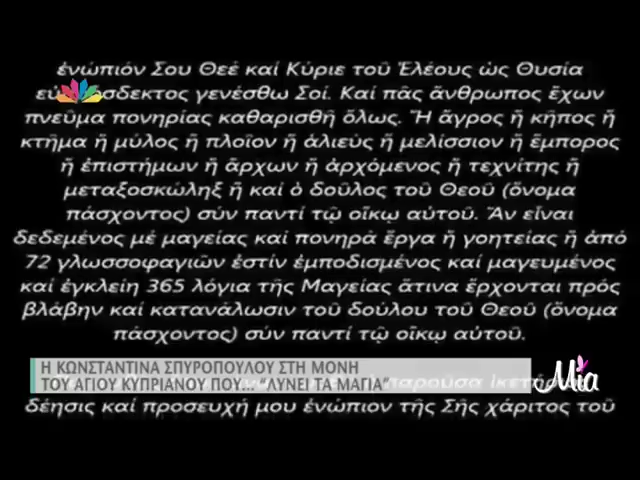 ἐνώπιόν Σου Θεέ καί Κύριε τοῦ Ἐλέους ὡς Θυσία
γενέσθω Σοί. Καί πᾶς ἄνθρωπος ἔχων
πνεῦμα πονηρίας καθαρισθῆ ὅλως. Ἤ ἄγρος ἤ κῆπος ἤ
κτῆμα ἤ μύλος ἤ πλοῖον ἤ ἁλιεύς ἤ μελίσσιον ἤ ἔμπορος
ἤ ἐπιστήμων ἤ ἄρχων ἤ ἀρχόμενος ἤ τεχνίτης ἤ
μεταξοσκώληξ ἤ καί ὁ δοῦλος τοῦ Θεοῦ (ὄνομα
πάσχοντος) σύν παντί τῷ οἴκῳ αὐτοῦ. Ἄν εἶναι
δεδεμένος μέ μαγείας καί πονηρά ἔργα ἤ γοητείας ἤ ἀπό
72 γλωσσοφαγιῶν ἐστίν ἐμποδισμένος καί μαγευμένος
καί ἐγκλείη 365 λόγια τῆς Μαγείας ἅτινα ἔρχονται πρός
βλάβην καί κατανάλωσιν τοῦ δούλου τοῦ Θεοῦ (ὄνομα
πάσχοντος) σύν παντί τῷ οἴκῳ αὐτοῦ.
Η ΚΩΝΣΤΑΝΤΙΝΑ ΣΠΥΡΟΠΟΥΛΟΥ ΣΤΗ ΜΟΝΗ
ΤΟΥ ΑΓΙΟΥ ΚΥΠΡΙΑΝΟΥ ΠΟΥ... "ΛΥΝΕΙ ΤΑ ΜΑΓΙΑ"
Mia
δέησις καί προσευχή μου ἐνώπιον τῆς Σῆς χάριτος τοῦ